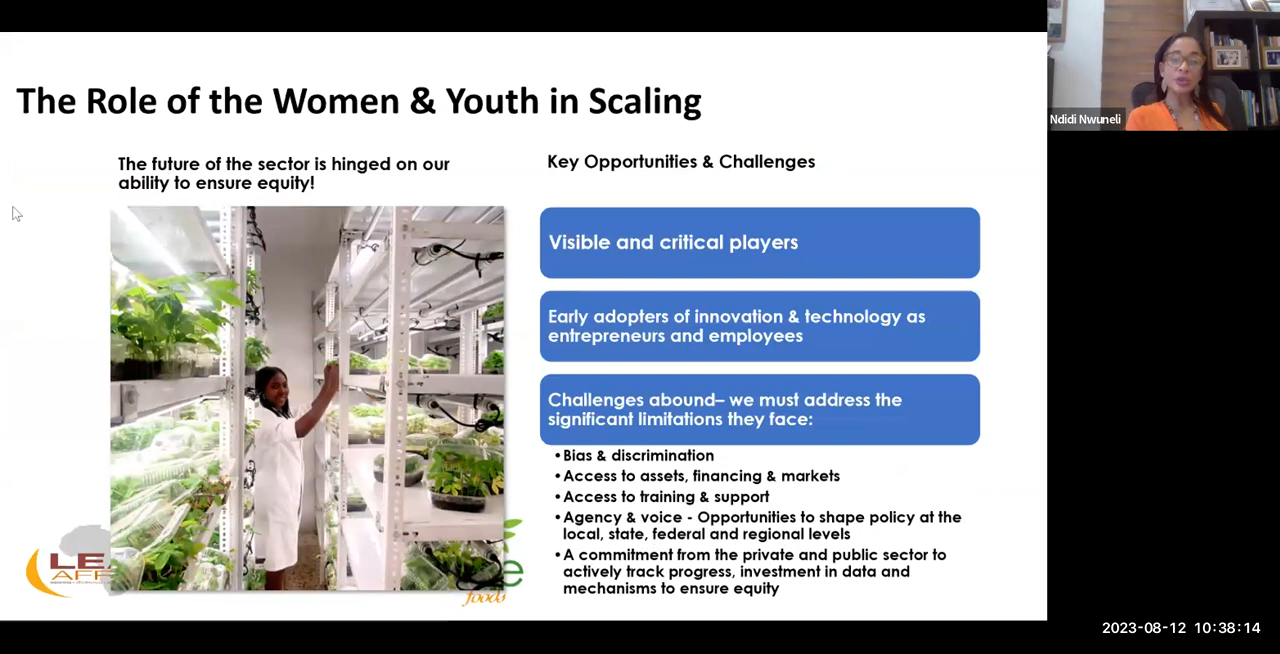 The Role of the Women & Youth in Scaling
The future of the sector is hinged on our
ability to ensure equity!
Key Opportunities & Challenges
Visible and critical players
Early adopters of innovation & technology as
entrepreneurs and employees
Challenges abound– we must address the
significant limitations they face:
• Bias & discrimination
• Access to assets, financing & markets
• Access to training & support
• Agency & voice - Opportunities to shape policy at the
local, state, federal and regional levels
• A commitment from the private and public sector to
actively track progress, investment in data and
mechanisms to ensure equity
LEA
AFF
e
foods
Ndidi Nwuneli
2023-08-12 10:38:14